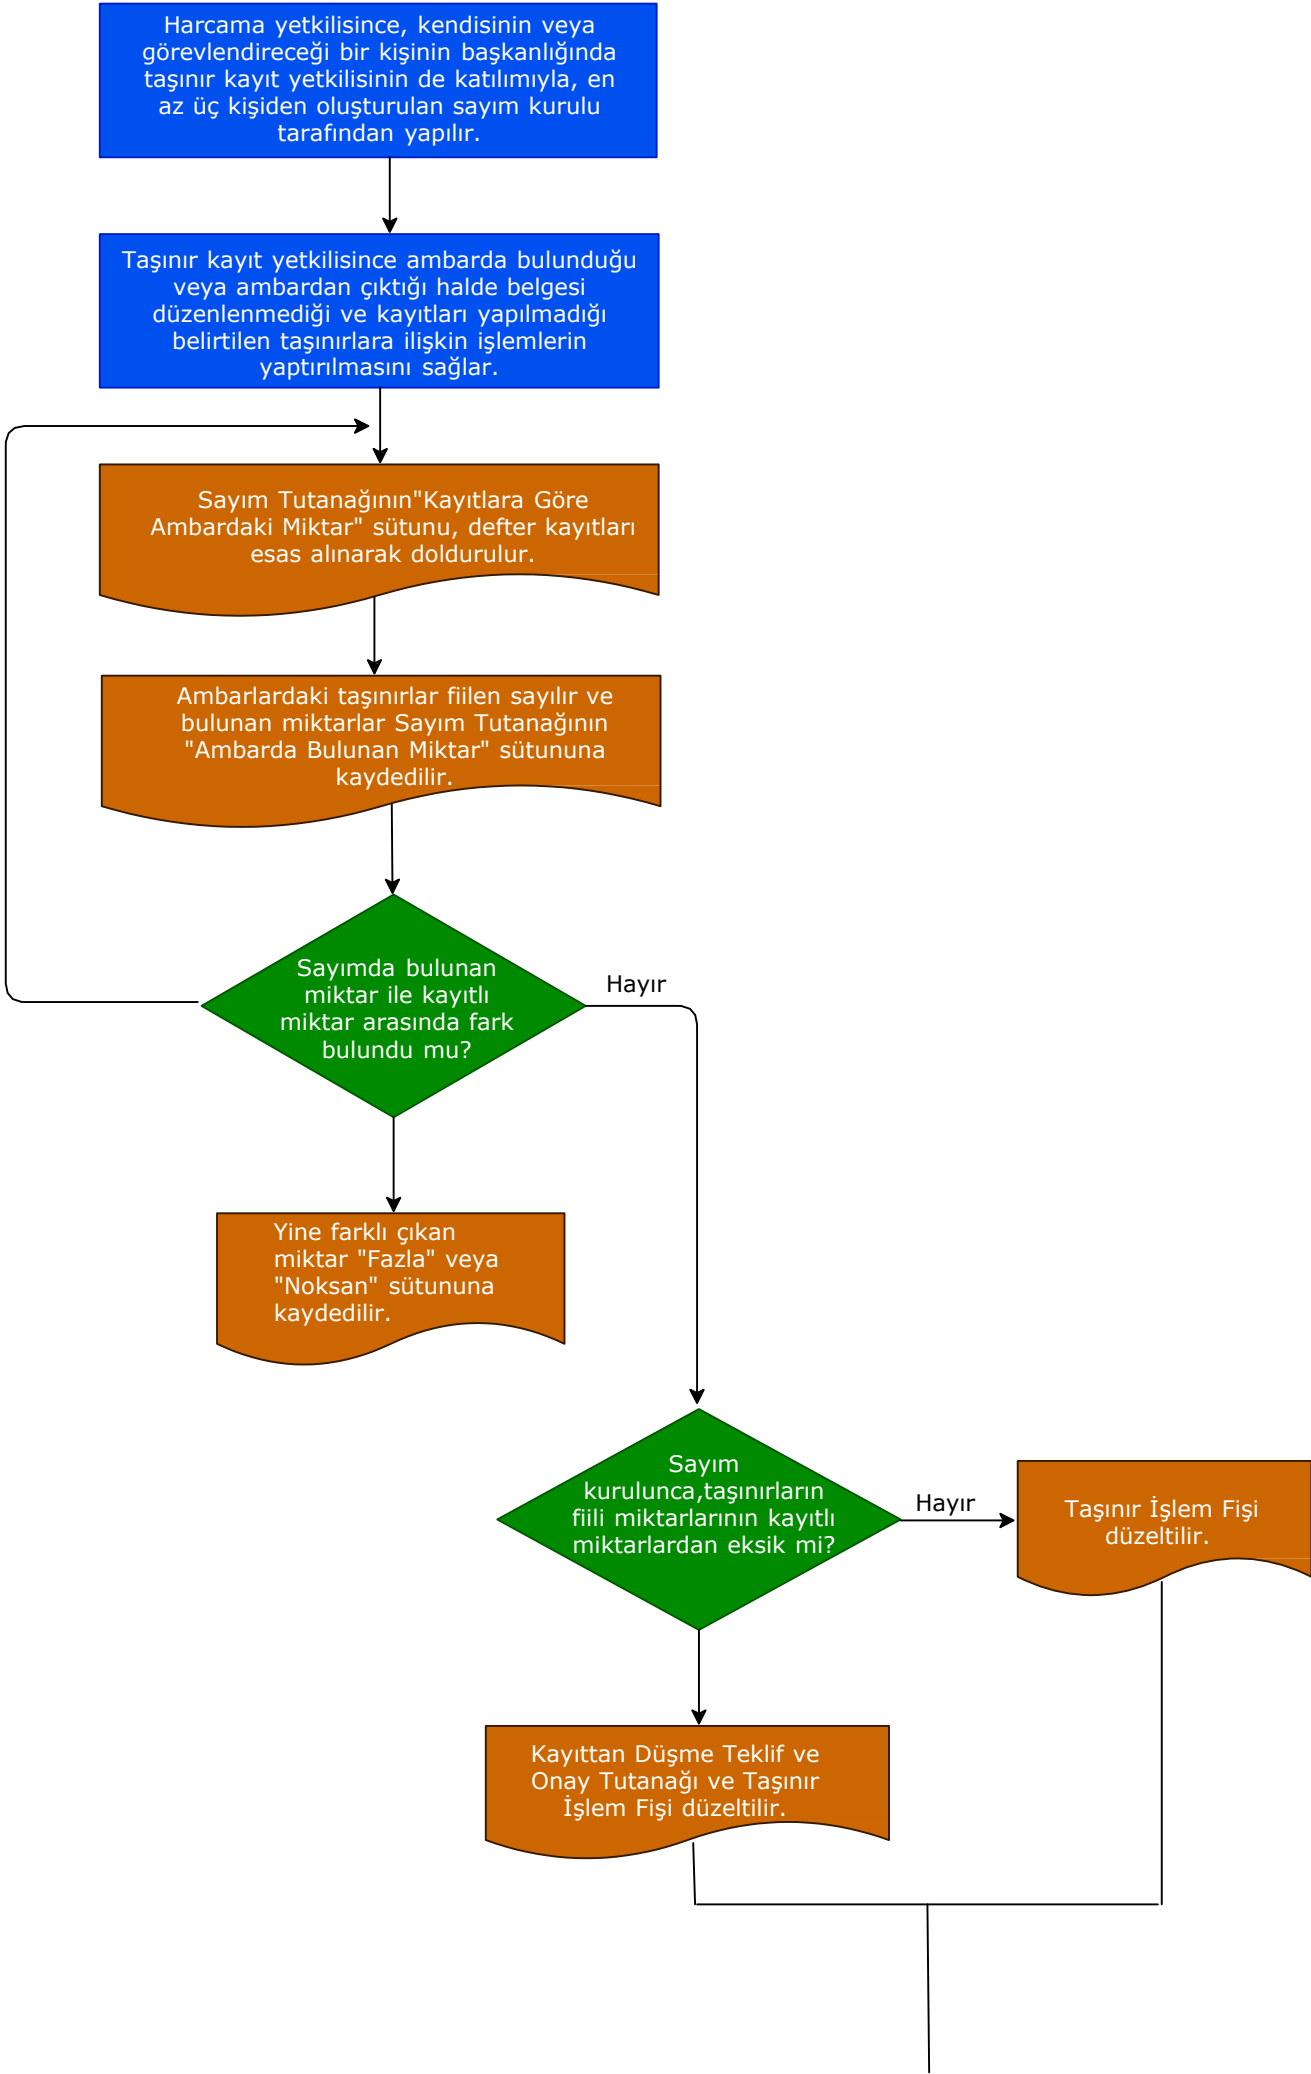 Harcama yetkilisince, kendisinin veya
görevlendireceği bir kişinin başkanlığında
taşınır kayıt yetkilisinin de katılımıyla, en
az üç kişiden oluşturulan sayım kurulu
tarafından yapılır.
Taşınır kayıt yetkilisince ambarda bulunduğu
veya ambardan çıktığı halde belgesi
düzenlenmediği ve kayıtları yapılmadığı
belirtilen taşınırlara ilişkin işlemlerin
yaptırılmasını sağlar.
Sayım Tutanağının"Kayıtlara Göre
Ambardaki Miktar" sütunu, defter kayıtları
esas alınarak doldurulur.
Ambarlardaki taşınırlar fiilen sayılır ve
bulunan miktarlar Sayım Tutanağının
"Ambarda Bulunan Miktar" sütununa
kaydedilir.
Sayımda bulunan
miktar ile kayıtlı
miktar arasında fark
bulundu mu?
Hayır
Yine farklı çıkan
miktar "Fazla" veya
"Noksan" sütununa
kaydedilir.
Sayım
kurulunca,taşınırların
fiili miktarlarının kayıtlı
miktarlardan eksik mi?
Hayır
Taşınır İşlem Fişi
düzeltilir.
Kayıttan Düşme Teklif ve
Onay Tutanağı ve Taşınır
İşlem Fişi düzeltilir.